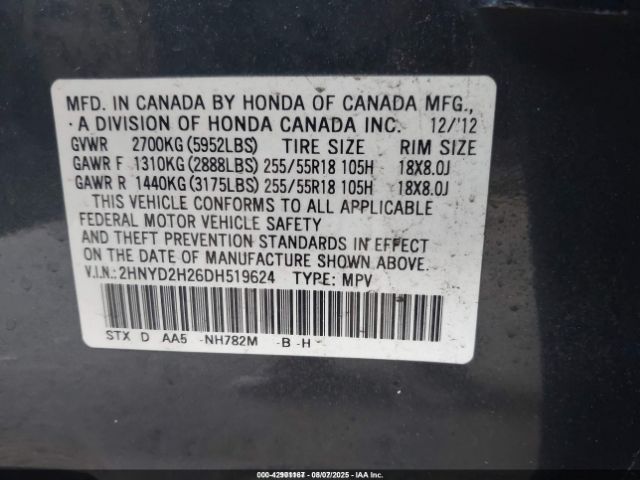 MFD. IN CANADA BY HONDA OF CANADA MFG.,
· A DIVISION OF HONDA CANADA INC. 12/'12
GVWR 2700KG (5952LBS) TIRE SIZE RIM SIZE
GAWR F 1310KG (2888LBS) 255/55R18 105H 18X8.0J
GAWR R 1440KG (3175LBS) 255/55R18 105H 18X8.0J
THIS VEHICLE CONFORMS TO ALL APPLICABLE
FEDERAL MOTOR VEHICLE SAFETY
AND THEFT PREVENTION STANDARDS IN EFFECT
ON THE DATE OF MANUFACTURE SHOWN ABOVE.
V.I.N.: 2HNYD2H26DH519624 TYPE: MPV
STX D AA5 -NH782M -B -H
000-42901167 - 08/07/2025 - IAA Inc.